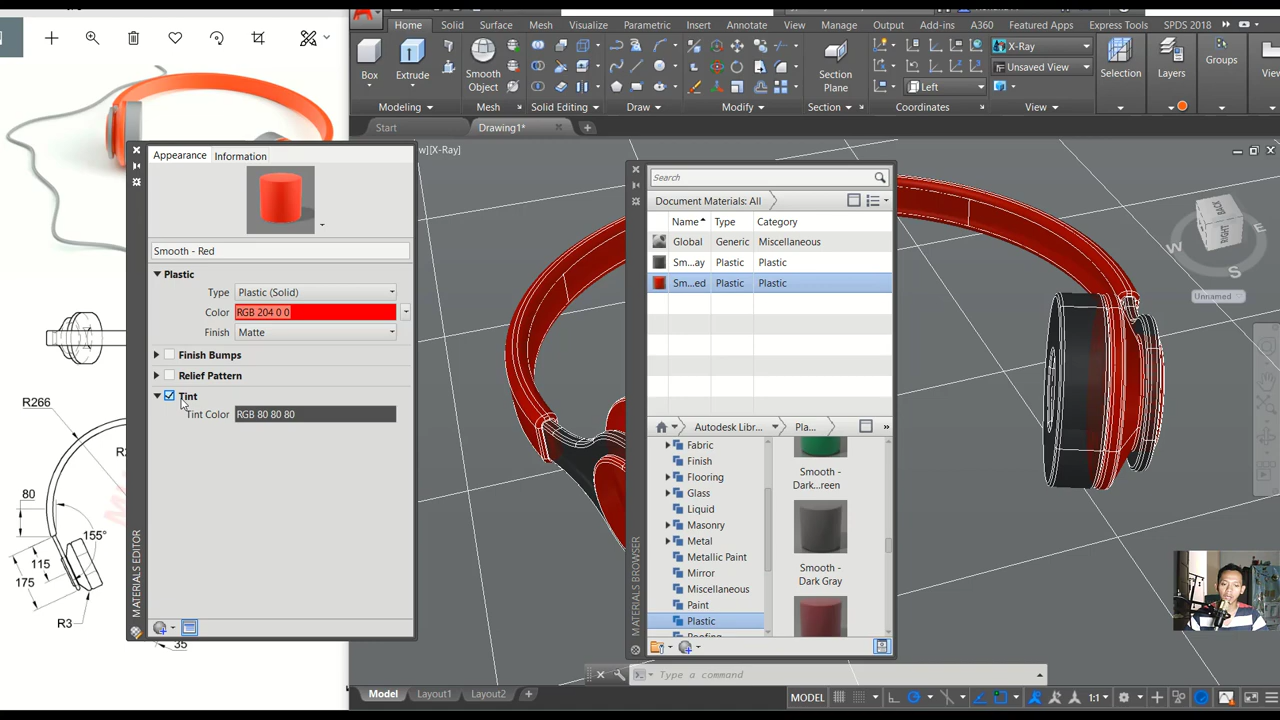 Home Solid Surface Mesh Visualize Parametric Insert Annotate View Manage Output Add-ins A360 Featured Apps Express Tools SPDS 2018
Box
Extrude
Smooth
Object
Section
Plane
X-Ray
Unsaved View
Left
Selection
Layers
Groups
Modeling Mesh Solid Editing Draw Modify Section Coordinates View
Start
Drawing1*
[X-Ray]
Appearance
Information
Smooth - Red
Plastic
Type Plastic (Solid)
Color RGB 204 0 0
Finish Matte
Finish Bumps
Relief Pattern
Tint
Tint Color RGB 80 80 80
MATERIALS EDITOR
Search
Document Materials: All
Name Type Category
Global Generic Miscellaneous
Sm...ay Plastic Plastic
Sm...ed Plastic Plastic
Autodesk Libr... Pla...
Fabric
Finish
Flooring
Glass
Liquid
Masonry
Metal
Metallic Paint
Mirror
Miscellaneous
Paint
Plastic
Smooth -
Dark...reen
Smooth -
Dark Gray
MATERIALS BROWSER
BACK
RIGHT
W
E
S
Unnamed
R266
80
155°
115
175
R3
35
Type a command
Model Layout1 Layout2
MODEL
1:1